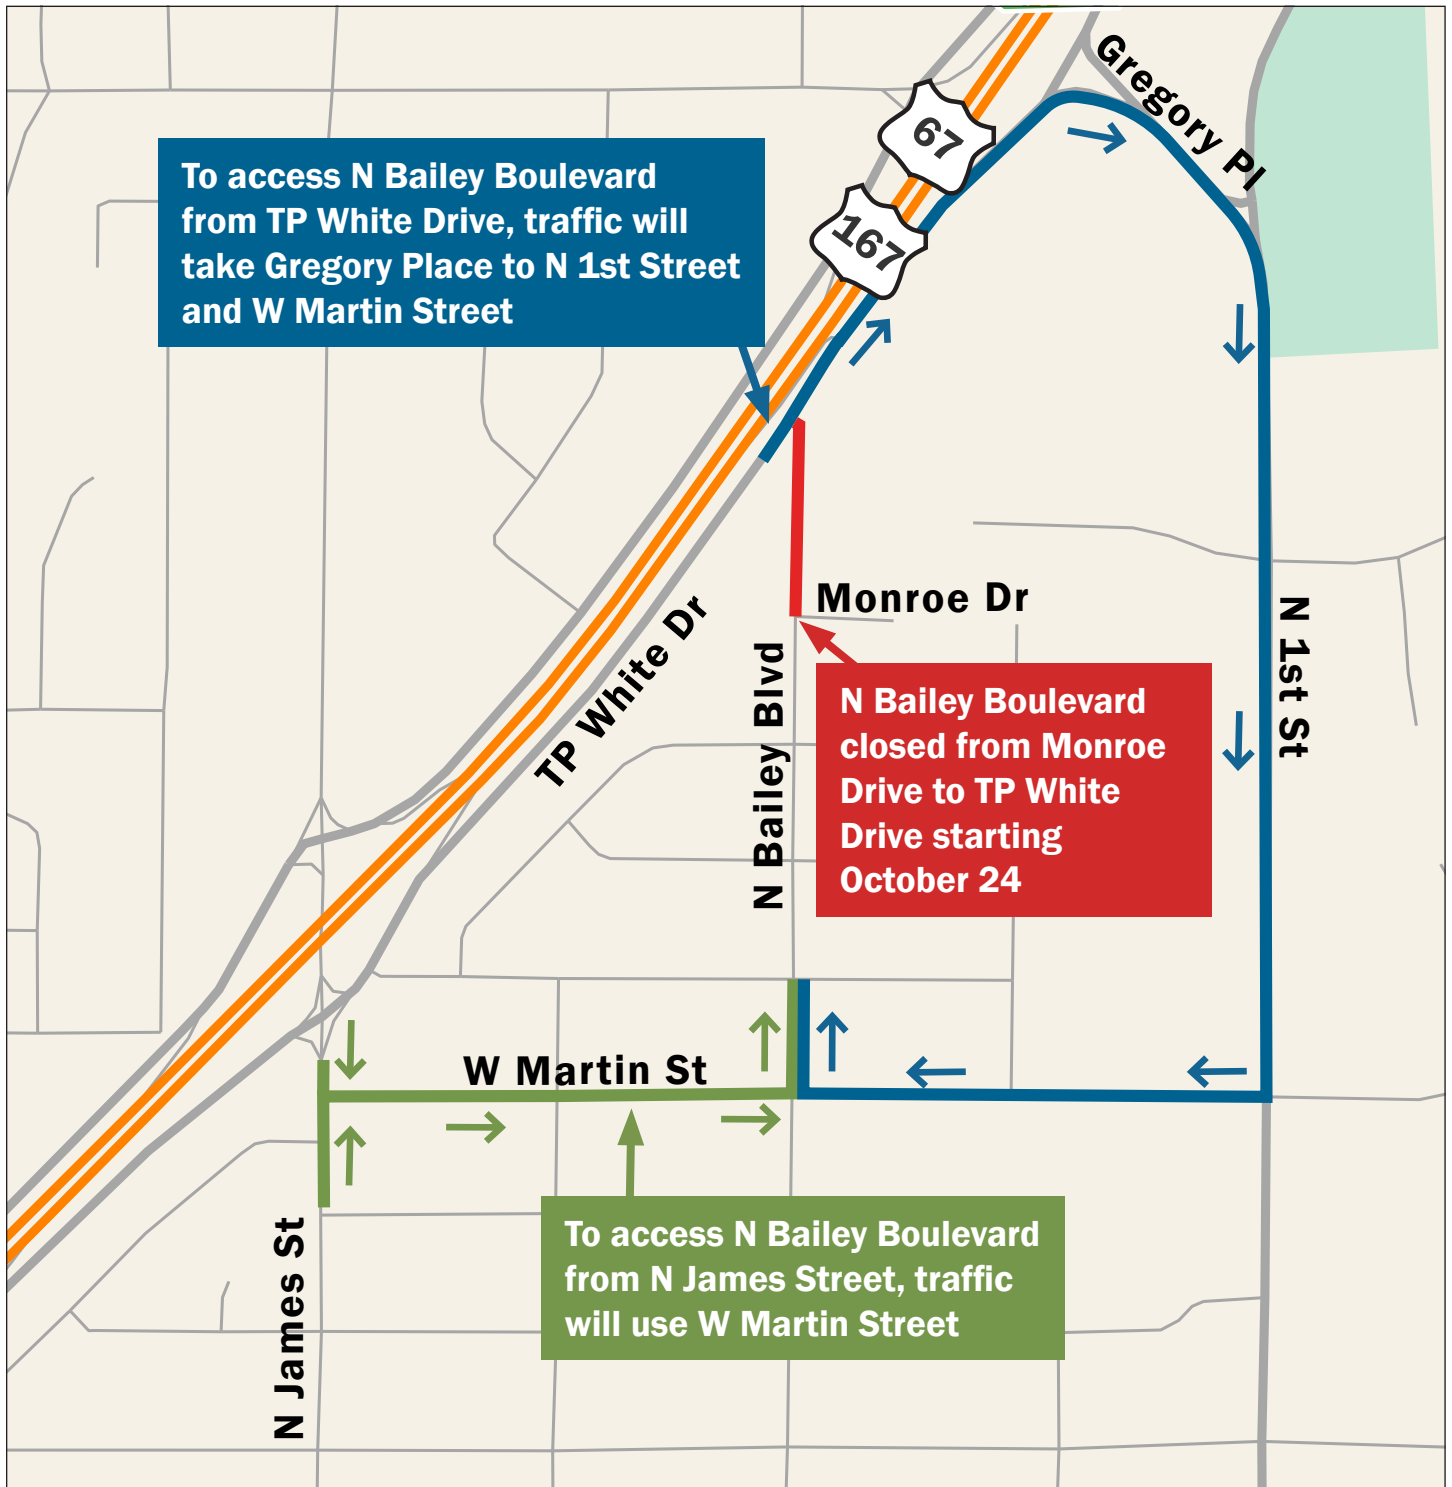 Gregory Pl
67
167
To access N Bailey Boulevard
from TP White Drive, traffic will
take Gregory Place to N 1st Street
and W Martin Street
Monroe Dr
TP White Dr
N Bailey Blvd
N 1st St
N Bailey Boulevard
closed from Monroe
Drive to TP White
Drive starting
October 24
W Martin St
N James St
To access N Bailey Boulevard
from N James Street, traffic
will use W Martin Street